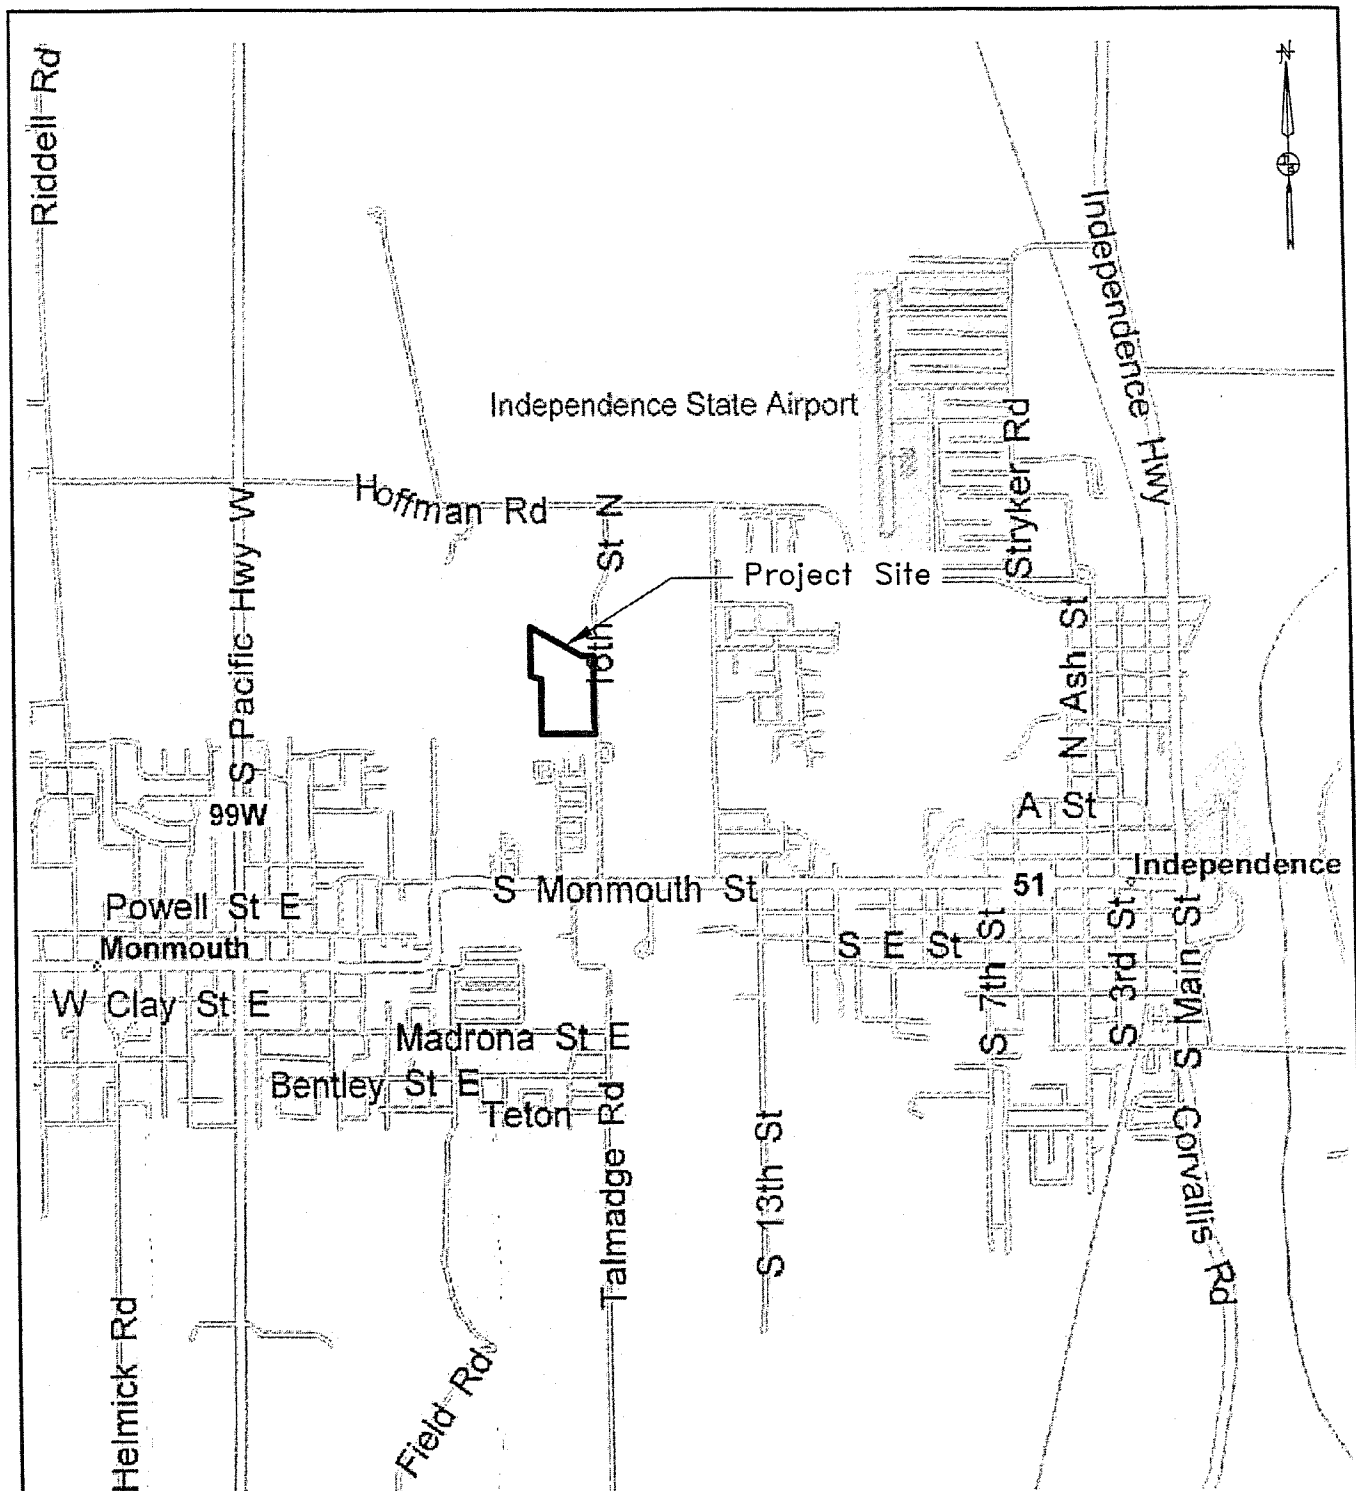 N
Riddell Rd
Independence Hwy
Independence State Airport
Stryker Rd
Hoffman Rd
16th St N
S Pacific Hwy W
Project Site
N Ash St
99W
A St
Independence
S Monmouth St
51
Powell St E
Monmouth
S E St
S 7th St
S 3rd St
S Main St
W Clay St E
Madrona St E
Bentley St E
Teton
Talmadge Rd
S 13th St
Corvallis Rd
Helmick Rd
Field Rd